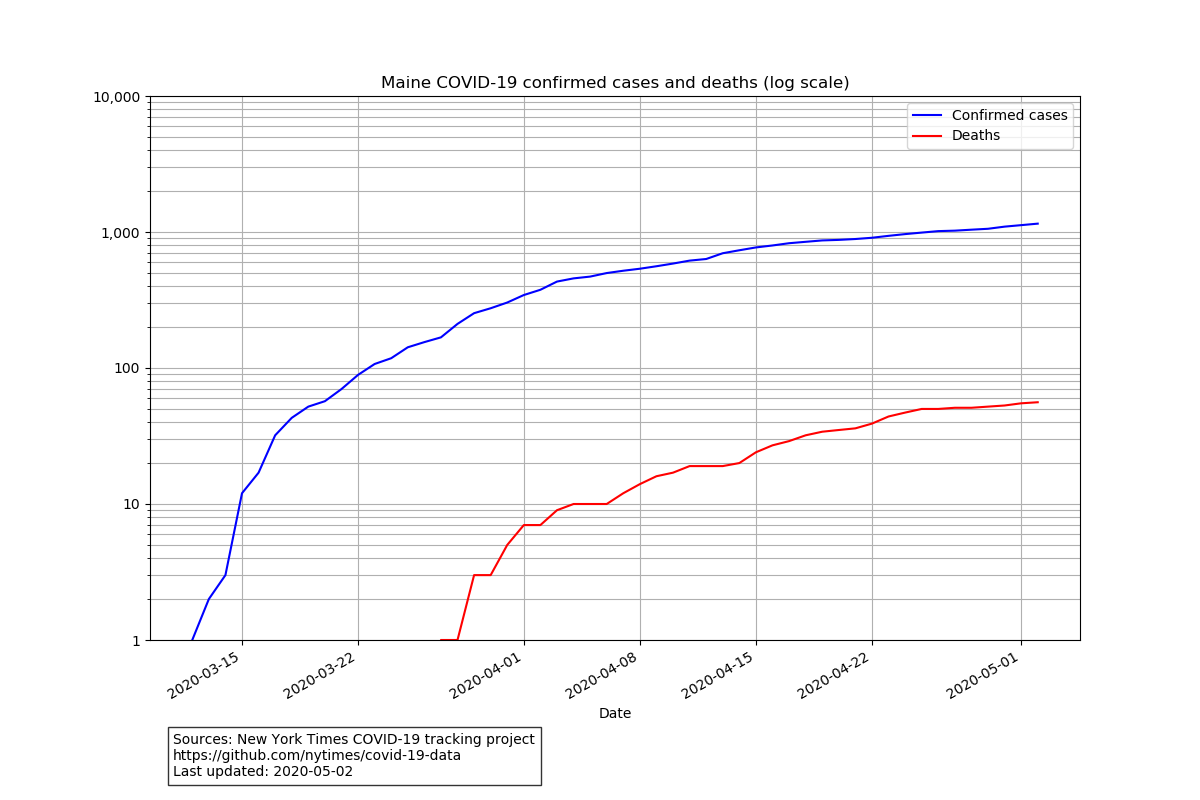 Maine COVID-19 confirmed cases and deaths (log scale)
10,000
1,000
100
10
1
Confirmed cases
Deaths
2020-03-15
2020-03-22
2020-04-01
2020-04-08
2020-04-15
2020-04-22
2020-05-01
Date
Sources: New York Times COVID-19 tracking project
https://github.com/nytimes/covid-19-data
Last updated: 2020-05-02